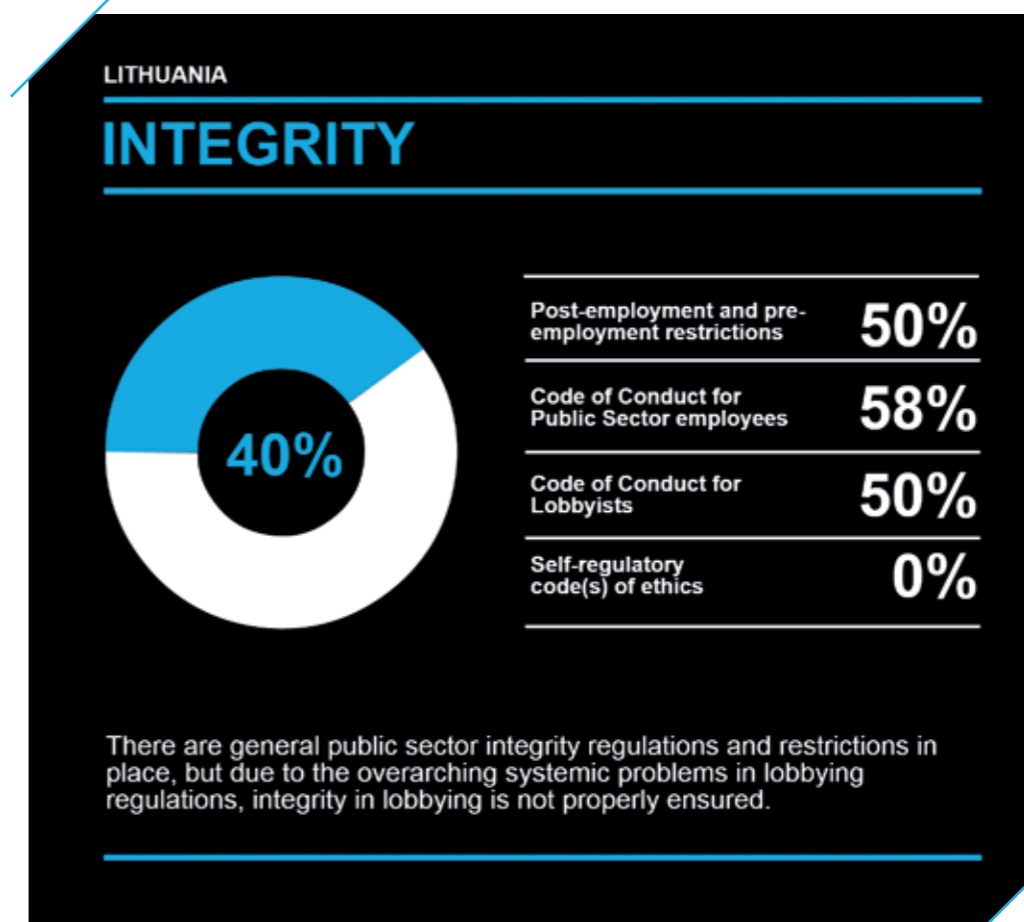 LITHUANIA
INTEGRITY
40%
Post-employment and pre-
employment restrictions
50%
Code of Conduct for
Public Sector employees
58%
Code of Conduct for
Lobbyists
50%
Self-regulatory
code(s) of ethics
0%
There are general public sector integrity regulations and restrictions in
place, but due to the overarching systemic problems in lobbying
regulations, integrity in lobbying is not properly ensured.